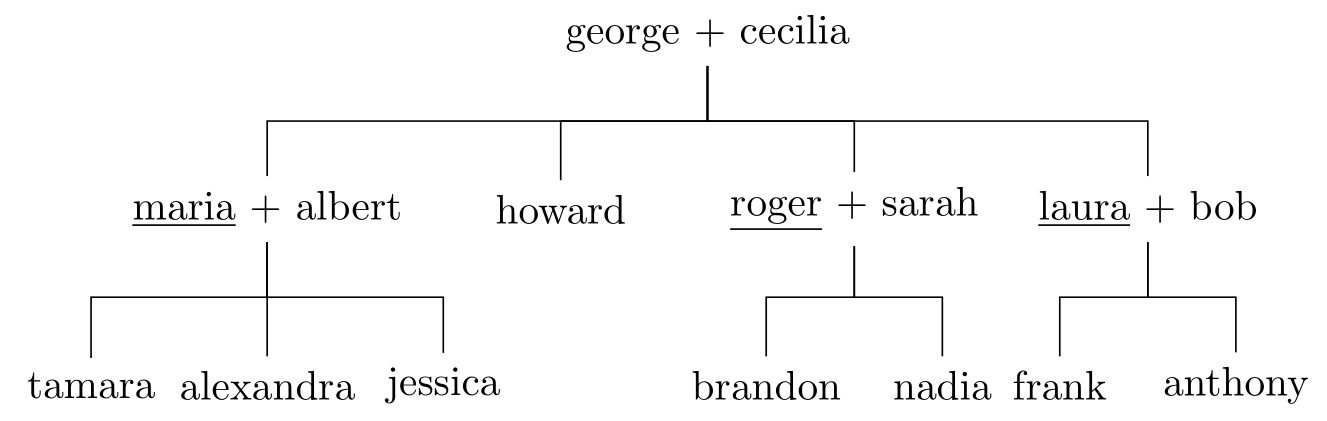 george + cecilia
maria + albert howard roger + sarah laura + bob
tamara alexandra jessica brandon nadia frank anthony